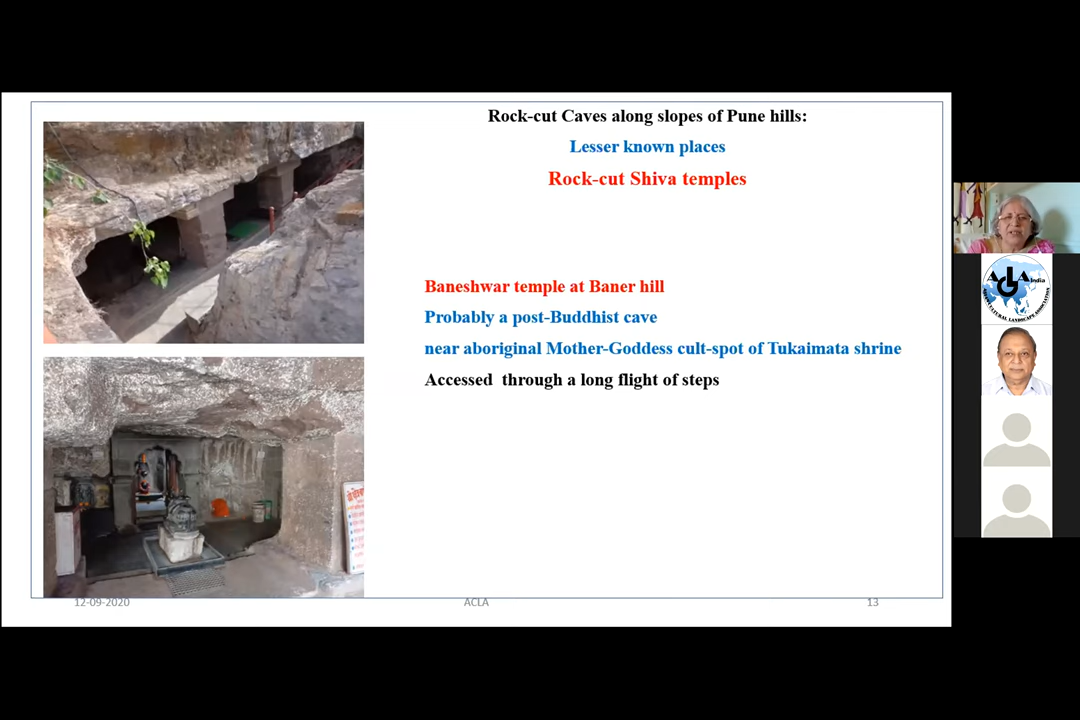 Rock-cut Caves along slopes of Pune hills:
Lesser known places
Rock-cut Shiva temples
Baneshwar temple at Baner hill
Probably a post-Buddhist cave
near aboriginal Mother-Goddess cult-spot of Tukaimata shrine
Accessed through a long flight of steps
12-09-2020
ACLA
13
ACLA India